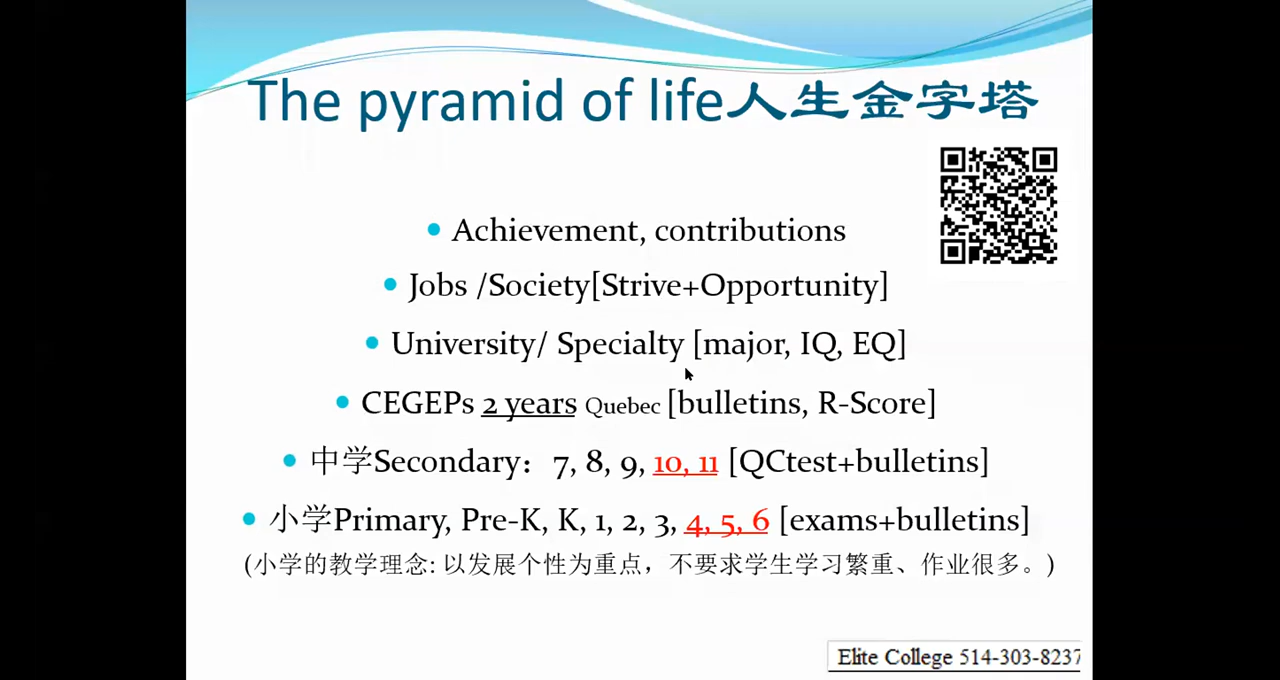 The pyramid of life人生金字塔
Achievement, contributions
Jobs /Society[Strive+Opportunity]
University/ Specialty [major, IQ, EQ]
CEGEPs 2 years Quebec [bulletins, R-Score]
中学Secondary：7, 8, 9, 10, 11 [QCtest+bulletins]
小学Primary, Pre-K, K, 1, 2, 3, 4, 5, 6 [exams+bulletins]
(小学的教学理念: 以发展个性为重点，不要求学生学习繁重、作业很多。)
Elite College 514-303-8237